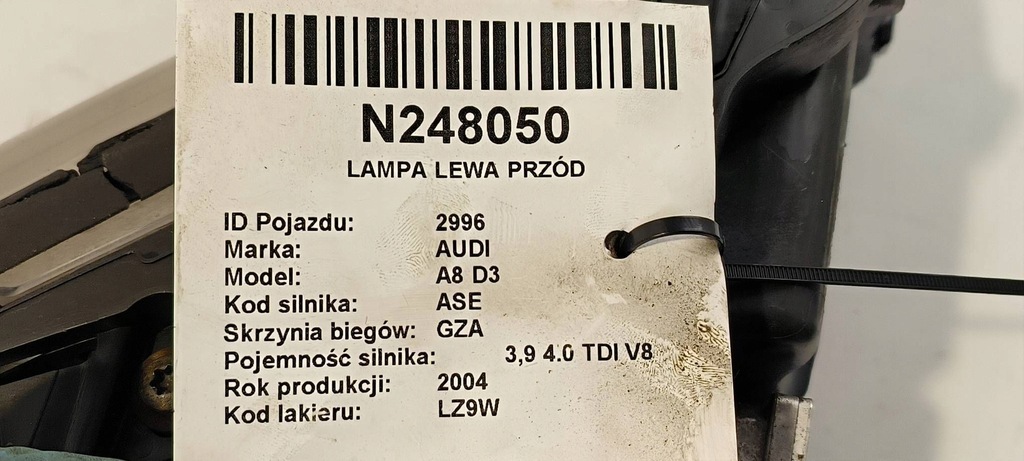 N248050
LAMPA LEWA PRZÓD
ID Pojazdu: 2996
Marka: AUDI
Model: A8 D3
Kod silnika: ASE
Skrzynia biegów: GZA
Pojemność silnika: 3,9 4.0 TDI V8
Rok produkcji: 2004
Kod lakieru: LZ9W